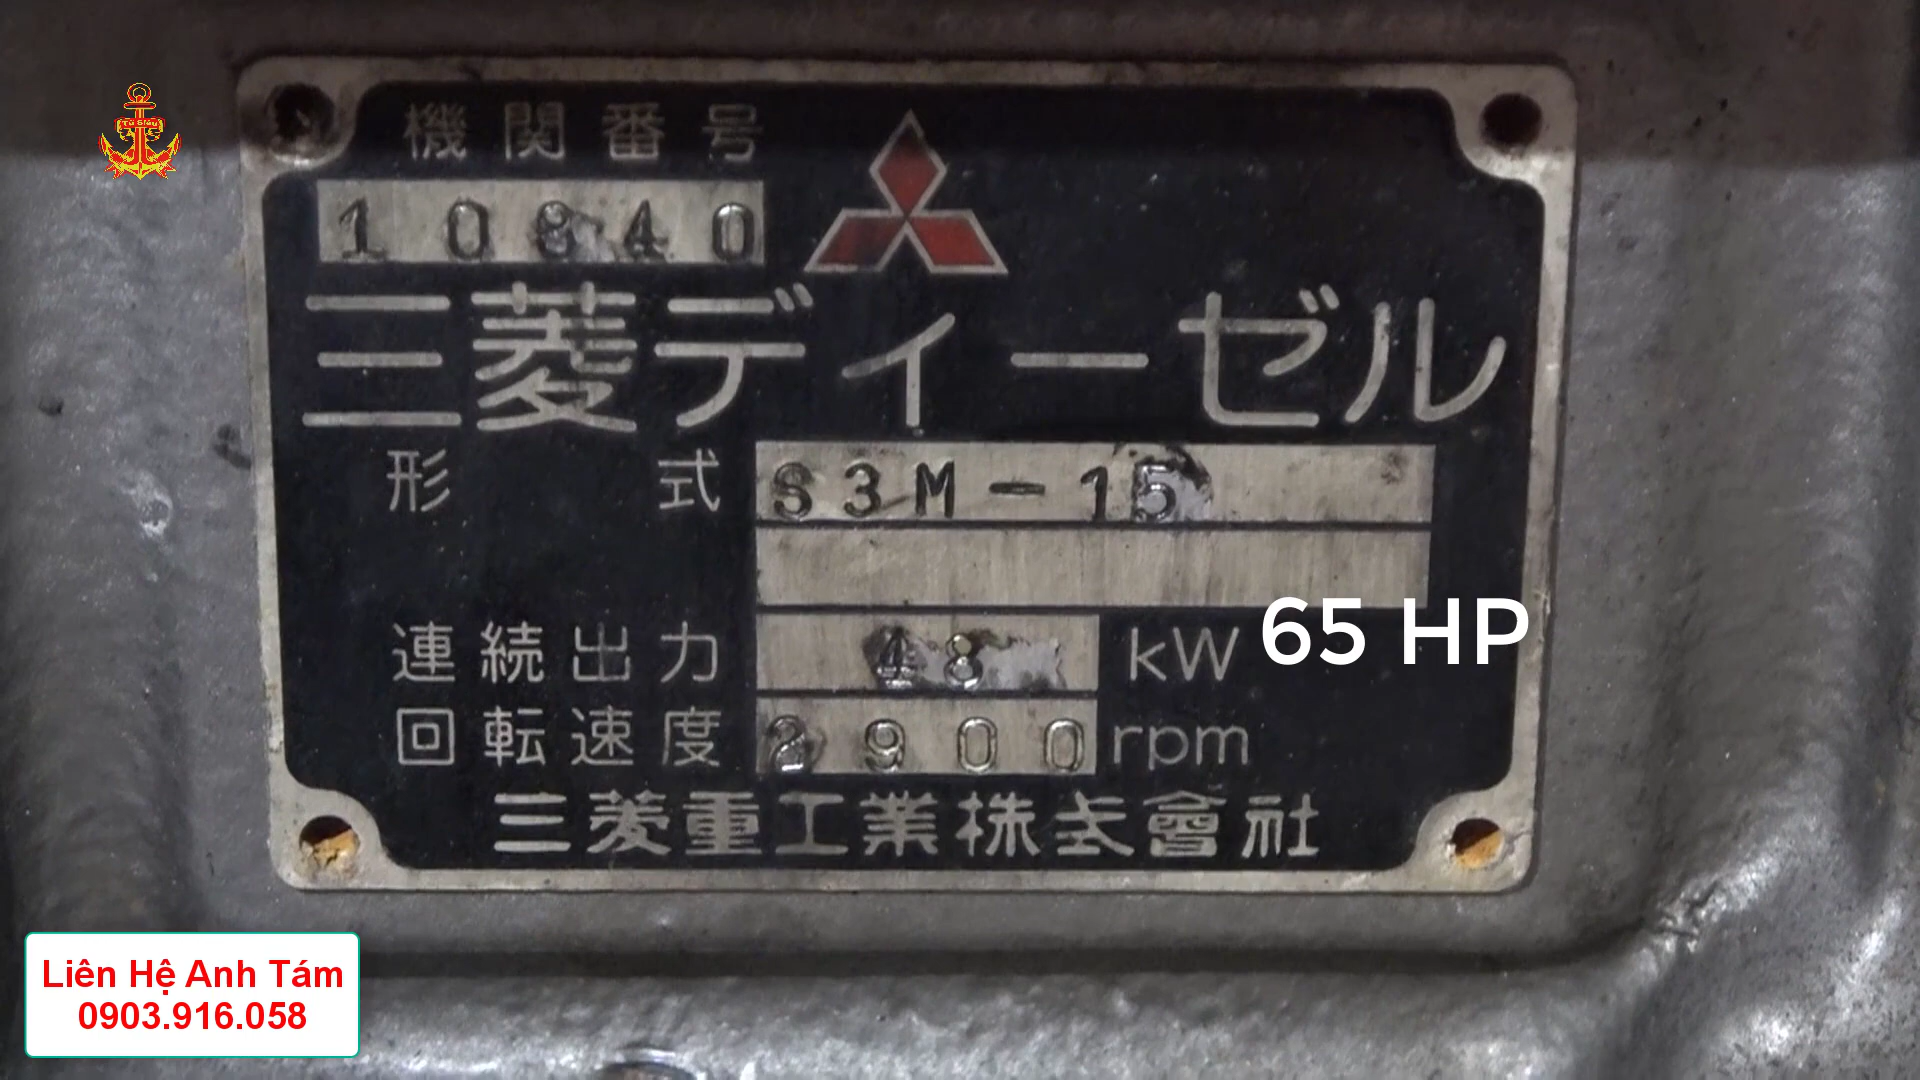 機関番号
10840
三菱ディーゼル
形式 S3M-15
連続出力 48 kW 65 HP
回転速度 2900 rpm
三菱重工業株式會社
Liên Hệ Anh Tám
0903.916.058